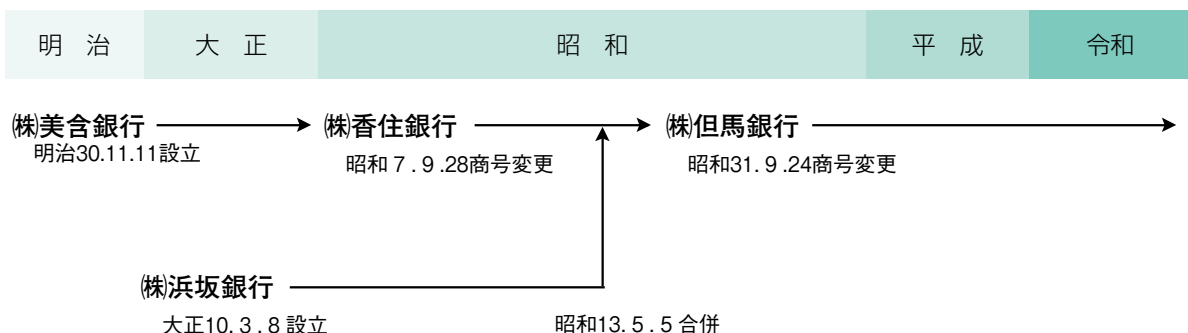 明 治 大 正 昭 和 平 成 令和
㈱美含銀行 ㈱香住銀行 ㈱但馬銀行
明治30.11.11設立 昭和7.9.28商号変更 昭和31.9.24商号変更
㈱浜坂銀行
大正10.3.8設立 昭和13.5.5合併